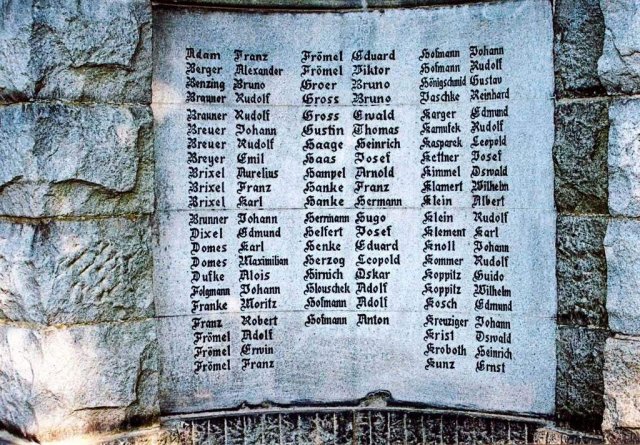 Adam Franz
Berger Alexander
Benzing Bruno
Brauner Rudolf
Brauner Rudolf
Breuer Johann
Breuer Rudolf
Breyer Emil
Brixel Aurelius
Brixel Franz
Brixel Karl
Brunner Johann
Dixel Edmund
Domes Karl
Domes Maximilian
Dufke Alois
Folgmann Johann
Franke Moritz
Franz Robert
Frömel Adolf
Frömel Erwin
Frömel Franz
Frömel Eduard
Frömel Viktor
Groer Bruno
Gross Bruno
Gross Ewald
Gustin Thomas
Haage Heinrich
Haas Josef
Hampel Arnold
Hanke Franz
Hanke Hermann
Herrmann Hugo
Helfert Josef
Henke Eduard
Herzog Leopold
Hirnich Oskar
Hlouschek Adolf
Hofmann Adolf
Hofmann Anton
Hofmann Johann
Hofmann Rudolf
Hönigschmid Gustav
Jaschke Reinhard
Karger Edmund
Kamufek Rudolf
Kasparek Leopold
Kettner Josef
Kimmel Oswald
Klamert Wilhelm
Klein Albert
Klein Rudolf
Klement Karl
Knoll Johann
Kommer Rudolf
Koppitz Guido
Koppitz Wilhelm
Kosch Edmund
Kreuziger Johann
Krist Oswald
Kroboth Heinrich
Kunz Ernst